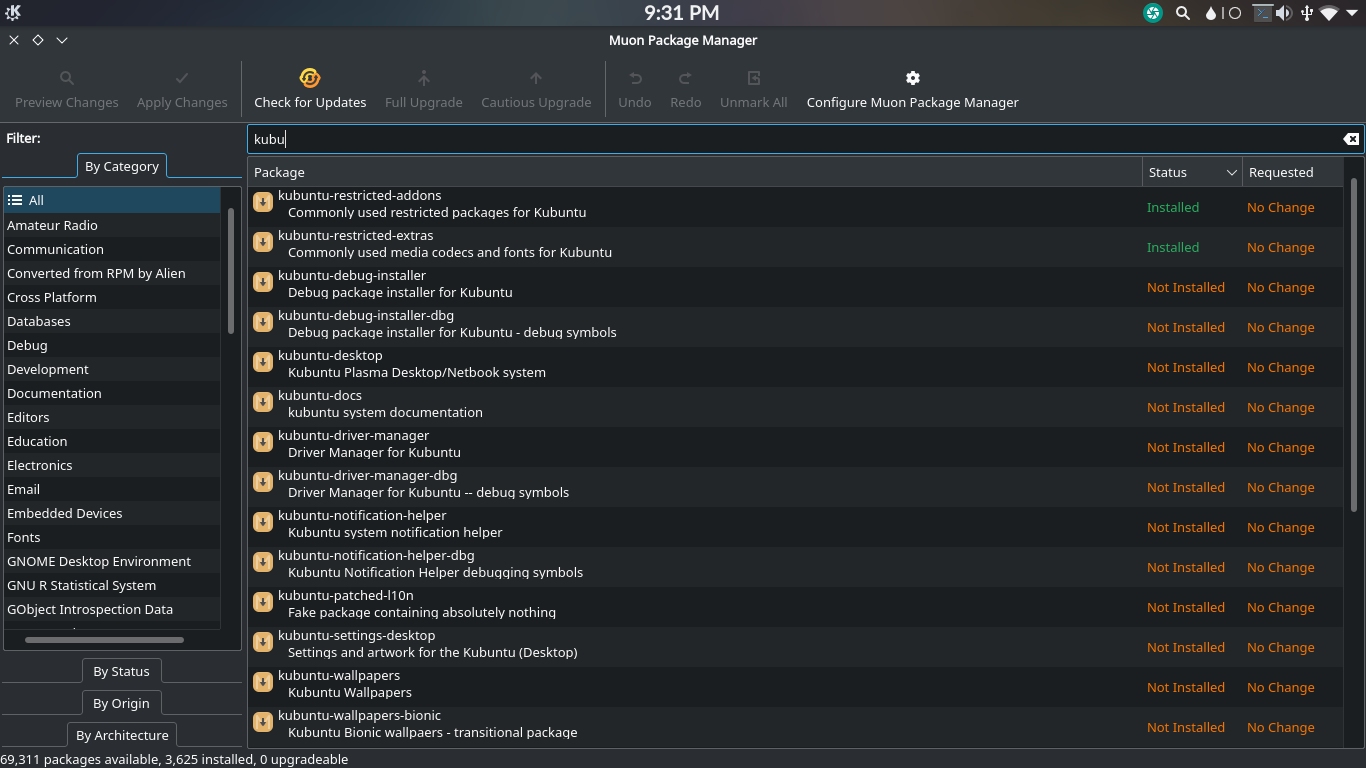 9:31 PM
Muon Package Manager
Preview Changes
Apply Changes
Check for Updates
Full Upgrade
Cautious Upgrade
Undo
Redo
Unmark All
Configure Muon Package Manager
Filter:
kubu
By Category
All
Amateur Radio
Communication
Converted from RPM by Alien
Cross Platform
Databases
Debug
Development
Documentation
Editors
Education
Electronics
Email
Embedded Devices
Fonts
GNOME Desktop Environment
GNU R Statistical System
GObject Introspection Data
By Status
By Origin
By Architecture
Package Status Requested
kubuntu-restricted-addons
Commonly used restricted packages for Kubuntu
Installed No Change
kubuntu-restricted-extras
Commonly used media codecs and fonts for Kubuntu
Installed No Change
kubuntu-debug-installer
Debug package installer for Kubuntu
Not Installed No Change
kubuntu-debug-installer-dbg
Debug package installer for Kubuntu - debug symbols
Not Installed No Change
kubuntu-desktop
Kubuntu Plasma Desktop/Netbook system
Not Installed No Change
kubuntu-docs
kubuntu system documentation
Not Installed No Change
kubuntu-driver-manager
Driver Manager for Kubuntu
Not Installed No Change
kubuntu-driver-manager-dbg
Driver Manager for Kubuntu -- debug symbols
Not Installed No Change
kubuntu-notification-helper
Kubuntu system notification helper
Not Installed No Change
kubuntu-notification-helper-dbg
Kubuntu Notification Helper debugging symbols
Not Installed No Change
kubuntu-patched-l10n
Fake package containing absolutely nothing
Not Installed No Change
kubuntu-settings-desktop
Settings and artwork for the Kubuntu (Desktop)
Not Installed No Change
kubuntu-wallpapers
Kubuntu Wallpapers
Not Installed No Change
kubuntu-wallpapers-bionic
Kubuntu Bionic wallpaers - transitional package
Not Installed No Change
69,311 packages available, 3,625 installed, 0 upgradeable